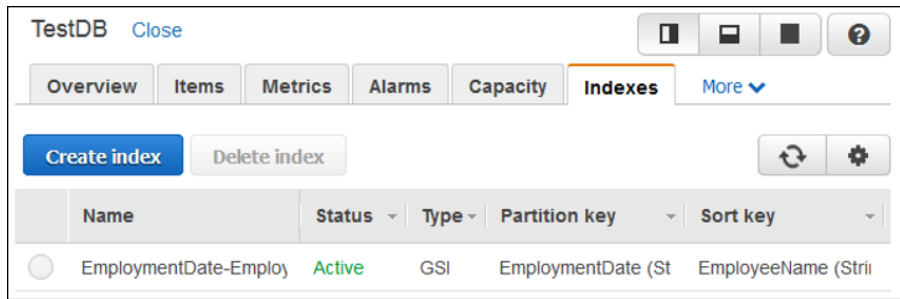 TestDB Close
Overview Items Metrics Alarms Capacity Indexes More
Create index Delete index
Name Status Type Partition key Sort key
EmploymentDate-Employ Active GSI EmploymentDate (St EmployeeName (Strin